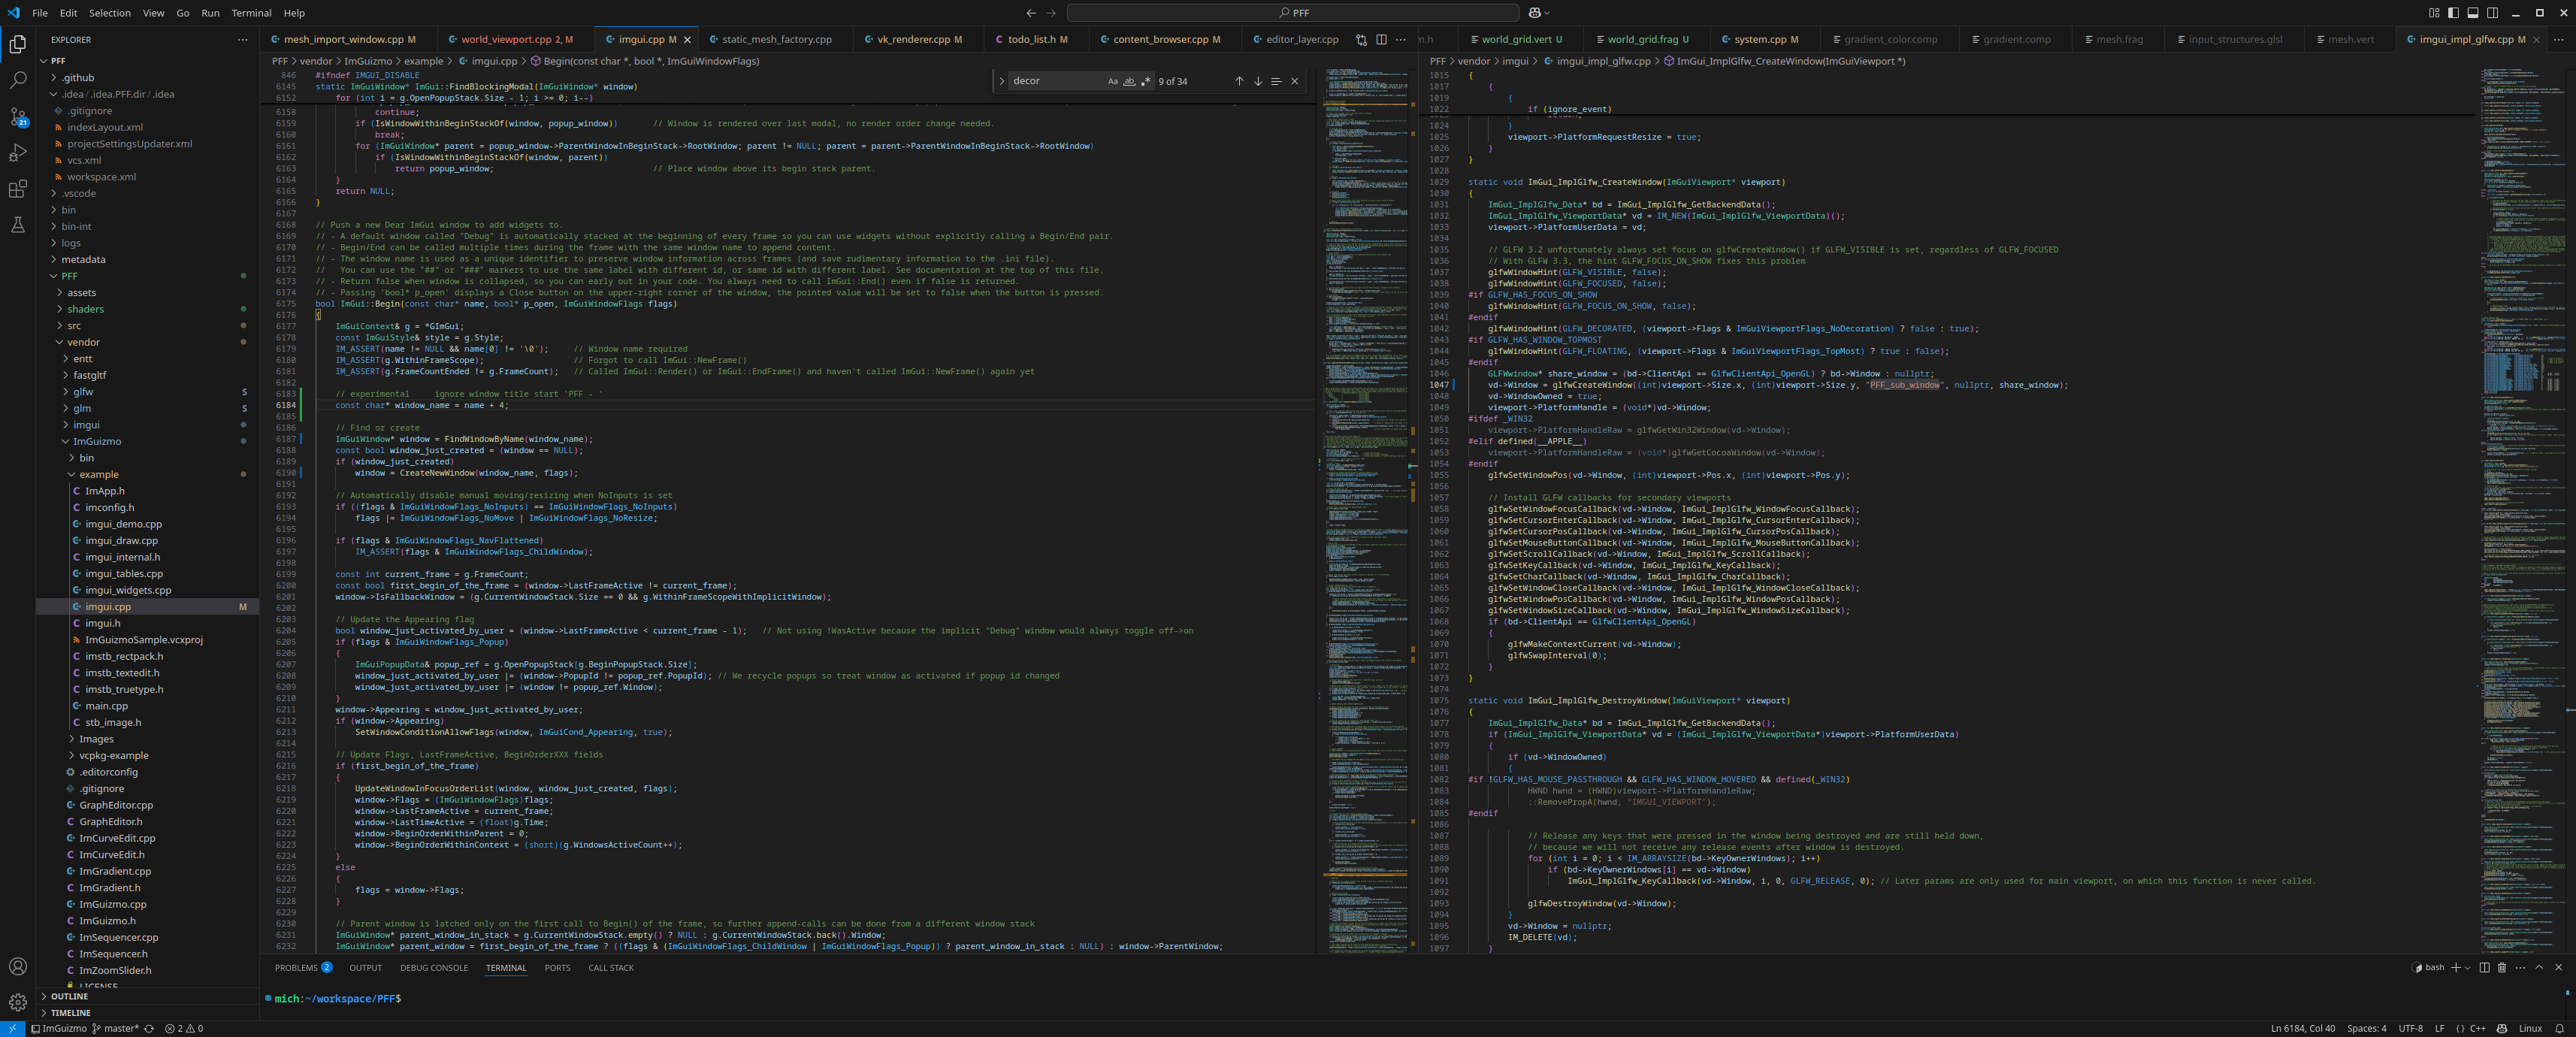 File Edit Selection View Go Run Terminal Help
PFF
EXPLORER
PFF
.github
.idea/.idea.PFF.dir/.idea
.gitignore
indexLayout.xml
projectSettingsUpdater.xml
vcs.xml
workspace.xml
.vscode
bin
bin-int
logs
metadata
PFF
assets
shaders
src
vendor
entt
fastgltf
glfw S
glm S
imgui
ImGuizmo
bin
example
ImApp.h
imconfig.h
imgui_demo.cpp
imgui_draw.cpp
imgui_internal.h
imgui_tables.cpp
imgui_widgets.cpp
imgui.cpp M
imgui.h
ImGuizmoSample.vcxproj
imstb_rectpack.h
imstb_textedit.h
imstb_truetype.h
main.cpp
stb_image.h
Images
vcpkg-example
.editorconfig
.gitignore
GraphEditor.cpp
GraphEditor.h
ImCurveEdit.cpp
ImCurveEdit.h
ImGradient.cpp
ImGradient.h
ImGuizmo.cpp
ImGuizmo.h
ImSequencer.cpp
ImSequencer.h
ImZoomSlider.h
LICENSE
OUTLINE
TIMELINE
21
mesh_import_window.cpp M world_viewport.cpp 2, M imgui.cpp M static_mesh_factory.cpp vk_renderer.cpp M todo_list.h M content_browser.cpp M editor_layer.cpp
PFF > vendor > ImGuizmo > example > imgui.cpp > Begin(const char *, bool *, ImGuiWindowFlags)
decor Aa ab 9 of 34
846 #ifndef IMGUI_DISABLE
6145 static ImGuiWindow* ImGui::FindBlockingModal(ImGuiWindow* window)
6152 for (int i = g.OpenPopupStack.Size - 1; i >= 0; i--)
6158 continue;
6159 if (IsWindowWithinBeginStackOf(window, popup_window)) // Window is rendered over last modal, no render order change needed.
6160 break;
6161 for (ImGuiWindow* parent = popup_window->ParentWindowInBeginStack->RootWindow; parent != NULL; parent = parent->ParentWindowInBeginStack->RootWindow)
6162 if (IsWindowWithinBeginStackOf(window, parent))
6163 return popup_window; // Place window above its begin stack parent.
6164 }
6165 return NULL;
6166 }
6167
6168 // Push a new Dear ImGui window to add widgets to.
6169 // - A default window called "Debug" is automatically stacked at the beginning of every frame so you can use widgets without explicitly calling a Begin/End pair.
6170 // - Begin/End can be called multiple times during the frame with the same window name to append content.
6171 // - The window name is used as a unique identifier to preserve window information across frames (and save rudimentary information to the .ini file).
6172 // You can use the "##" or "###" markers to use the same label with different id, or same id with different label. See documentation at the top of this file.
6173 // - Return false when window is collapsed, so you can early out in your code. You always need to call ImGui::End() even if false is returned.
6174 // - Passing 'bool* p_open' displays a Close button on the upper-right corner of the window, the pointed value will be set to false when the button is pressed.
6175 bool ImGui::Begin(const char* name, bool* p_open, ImGuiWindowFlags flags)
6176 {
6177 ImGuiContext& g = *GImGui;
6178 const ImGuiStyle& style = g.Style;
6179 IM_ASSERT(name != NULL && name[0] != '\0'); // Window name required
6180 IM_ASSERT(g.WithinFrameScope); // Forgot to call ImGui::NewFrame()
6181 IM_ASSERT(g.FrameCountEnded != g.FrameCount); // Called ImGui::Render() or ImGui::EndFrame() and haven't called ImGui::NewFrame() again yet
6182
6183 // experimental ignore window title start 'PFF - '
6184 const char* window_name = name + 4;
6185
6186 // Find or create
6187 ImGuiWindow* window = FindWindowByName(window_name);
6188 const bool window_just_created = (window == NULL);
6189 if (window_just_created)
6190 window = CreateNewWindow(window_name, flags);
6191
6192 // Automatically disable manual moving/resizing when NoInputs is set
6193 if ((flags & ImGuiWindowFlags_NoInputs) == ImGuiWindowFlags_NoInputs)
6194 flags |= ImGuiWindowFlags_NoMove | ImGuiWindowFlags_NoResize;
6195
6196 if (flags & ImGuiWindowFlags_NavFlattened)
6197 IM_ASSERT(flags & ImGuiWindowFlags_ChildWindow);
6198
6199 const int current_frame = g.FrameCount;
6200 const bool first_begin_of_the_frame = (window->LastFrameActive != current_frame);
6201 window->IsFallbackWindow = (g.CurrentWindowStack.Size == 0 && g.WithinFrameScopeWithImplicitWindow);
6202
6203 // Update the Appearing flag
6204 bool window_just_activated_by_user = (window->LastFrameActive < current_frame - 1); // Not using !WasActive because the implicit "Debug" window would always toggle off->on
6205 if (flags & ImGuiWindowFlags_Popup)
6206 {
6207 ImGuiPopupData& popup_ref = g.OpenPopupStack[g.BeginPopupStack.Size];
6208 window_just_activated_by_user |= (window->PopupId != popup_ref.PopupId); // We recycle popups so treat window as activated if popup id changed
6209 window_just_activated_by_user |= (window != popup_ref.Window);
6210 }
6211 window->Appearing = window_just_activated_by_user;
6212 if (window->Appearing)
6213 SetWindowConditionAllowFlags(window, ImGuiCond_Appearing, true);
6214
6215 // Update Flags, LastFrameActive, BeginOrderXXX fields
6216 if (first_begin_of_the_frame)
6217 {
6218 UpdateWindowInFocusOrderList(window, window_just_created, flags);
6219 window->Flags = (ImGuiWindowFlags)flags;
6220 window->LastFrameActive = current_frame;
6221 window->LastTimeActive = (float)g.Time;
6222 window->BeginOrderWithinParent = 0;
6223 window->BeginOrderWithinContext = (short)(g.WindowsActiveCount++);
6224 }
6225 else
6226 {
6227 flags = window->Flags;
6228 }
6229
6230 // Parent window is latched only on the first call to Begin() of the frame, so further append-calls can be done from a different window stack
6231 ImGuiWindow* parent_window_in_stack = g.CurrentWindowStack.empty() ? NULL : g.CurrentWindowStack.back().Window;
6232 ImGuiWindow* parent_window = first_begin_of_the_frame ? ((flags & (ImGuiWindowFlags_ChildWindow | ImGuiWindowFlags_Popup)) ? parent_window_in_stack : NULL) : window->ParentWindow;
m.h world_grid.vert U world_grid.frag U system.cpp M gradient_color.comp gradient.comp mesh.frag input_structures.glsl mesh.vert imgui_impl_glfw.cpp M
PFF > vendor > imgui > imgui_impl_glfw.cpp > ImGui_ImplGlfw_CreateWindow(ImGuiViewport *)
1015 {
1017 {
1019 {
1022 if (ignore_event)
1024 }
1025 viewport->PlatformRequestResize = true;
1026 }
1027 }
1028
1029 static void ImGui_ImplGlfw_CreateWindow(ImGuiViewport* viewport)
1030 {
1031 ImGui_ImplGlfw_Data* bd = ImGui_ImplGlfw_GetBackendData();
1032 ImGui_ImplGlfw_ViewportData* vd = IM_NEW(ImGui_ImplGlfw_ViewportData)();
1033 viewport->PlatformUserData = vd;
1034
1035 // GLFW 3.2 unfortunately always set focus on glfwCreateWindow() if GLFW_VISIBLE is set, regardless of GLFW_FOCUSED
1036 // With GLFW 3.3, the hint GLFW_FOCUS_ON_SHOW fixes this problem
1037 glfwWindowHint(GLFW_VISIBLE, false);
1038 glfwWindowHint(GLFW_FOCUSED, false);
1039 #if GLFW_HAS_FOCUS_ON_SHOW
1040 glfwWindowHint(GLFW_FOCUS_ON_SHOW, false);
1041 #endif
1042 glfwWindowHint(GLFW_DECORATED, (viewport->Flags & ImGuiViewportFlags_NoDecoration) ? false : true);
1043 #if GLFW_HAS_WINDOW_TOPMOST
1044 glfwWindowHint(GLFW_FLOATING, (viewport->Flags & ImGuiViewportFlags_TopMost) ? true : false);
1045 #endif
1046 GLFWwindow* share_window = (bd->ClientApi == GlfwClientApi_OpenGL) ? bd->Window : nullptr;
1047 vd->Window = glfwCreateWindow((int)viewport->Size.x, (int)viewport->Size.y, "PFF_sub_window", nullptr, share_window);
1048 vd->WindowOwned = true;
1049 viewport->PlatformHandle = (void*)vd->Window;
1050 #ifdef _WIN32
1051 viewport->PlatformHandleRaw = glfwGetWin32Window(vd->Window);
1052 #elif defined(__APPLE__)
1053 viewport->PlatformHandleRaw = (void*)glfwGetCocoaWindow(vd->Window);
1054 #endif
1055 glfwSetWindowPos(vd->Window, (int)viewport->Pos.x, (int)viewport->Pos.y);
1056
1057 // Install GLFW callbacks for secondary viewports
1058 glfwSetWindowFocusCallback(vd->Window, ImGui_ImplGlfw_WindowFocusCallback);
1059 glfwSetCursorEnterCallback(vd->Window, ImGui_ImplGlfw_CursorEnterCallback);
1060 glfwSetCursorPosCallback(vd->Window, ImGui_ImplGlfw_CursorPosCallback);
1061 glfwSetMouseButtonCallback(vd->Window, ImGui_ImplGlfw_MouseButtonCallback);
1062 glfwSetScrollCallback(vd->Window, ImGui_ImplGlfw_ScrollCallback);
1063 glfwSetKeyCallback(vd->Window, ImGui_ImplGlfw_KeyCallback);
1064 glfwSetCharCallback(vd->Window, ImGui_ImplGlfw_CharCallback);
1065 glfwSetWindowCloseCallback(vd->Window, ImGui_ImplGlfw_WindowCloseCallback);
1066 glfwSetWindowPosCallback(vd->Window, ImGui_ImplGlfw_WindowPosCallback);
1067 glfwSetWindowSizeCallback(vd->Window, ImGui_ImplGlfw_WindowSizeCallback);
1068 if (bd->ClientApi == GlfwClientApi_OpenGL)
1069 {
1070 glfwMakeContextCurrent(vd->Window);
1071 glfwSwapInterval(0);
1072 }
1073 }
1074
1075 static void ImGui_ImplGlfw_DestroyWindow(ImGuiViewport* viewport)
1076 {
1077 ImGui_ImplGlfw_Data* bd = ImGui_ImplGlfw_GetBackendData();
1078 if (ImGui_ImplGlfw_ViewportData* vd = (ImGui_ImplGlfw_ViewportData*)viewport->PlatformUserData)
1079 {
1080 if (vd->WindowOwned)
1081 {
1082 #if !GLFW_HAS_MOUSE_PASSTHROUGH && GLFW_HAS_WINDOW_HOVERED && defined(_WIN32)
1083 HWND hwnd = (HWND)viewport->PlatformHandleRaw;
1084 ::RemovePropA(hwnd, "IMGUI_VIEWPORT");
1085 #endif
1086
1087 // Release any keys that were pressed in the window being destroyed and are still held down,
1088 // because we will not receive any release events after window is destroyed.
1089 for (int i = 0; i < IM_ARRAYSIZE(bd->KeyOwnerWindows); i++)
1090 if (bd->KeyOwnerWindows[i] == vd->Window)
1091 ImGui_ImplGlfw_KeyCallback(vd->Window, i, 0, GLFW_RELEASE, 0); // Later params are only used for main viewport, on which this function is never called.
1092
1093 glfwDestroyWindow(vd->Window);
1094 }
1095 vd->Window = nullptr;
1096 IM_DELETE(vd);
1097 }
PROBLEMS 2 OUTPUT DEBUG CONSOLE TERMINAL PORTS CALL STACK
bash
mich:~/workspace/PFF$
ImGuizmo master* 2 0
Ln 6184, Col 40 Spaces: 4 UTF-8 LF {} C++ Linux